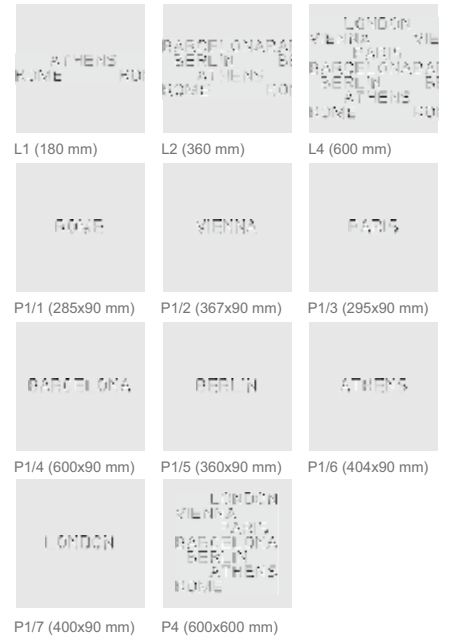 ATHENS
ROME
BARCELONA
BERLIN
ATHENS
ROME
LONDON
VIENNA VIE
PARIS
BARCELONA
BERLIN
ATHENS
ROME
L1 (180 mm) L2 (360 mm) L4 (600 mm)
ROME VIENNA PARIS
P1/1 (285x90 mm) P1/2 (367x90 mm) P1/3 (295x90 mm)
BARCELONA BERLIN ATHENS
P1/4 (600x90 mm) P1/5 (360x90 mm) P1/6 (404x90 mm)
LONDON
LONDON
VIENNA
PARIS
BARCELONA
BERLIN
ATHENS
ROME
P1/7 (400x90 mm) P4 (600x600 mm)